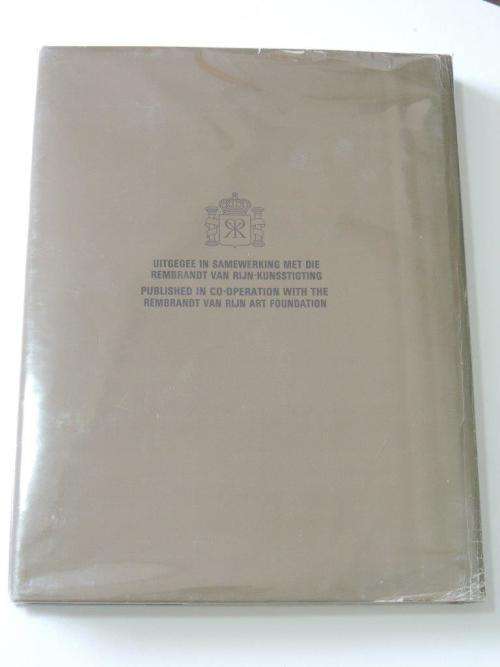 UITGEGEE IN SAMEWERKING MET DIE
REMBRANDT VAN RIJN-KUNSSTIGTING
PUBLISHED IN CO-OPERATION WITH THE
REMBRANDT VAN RIJN ART FOUNDATION